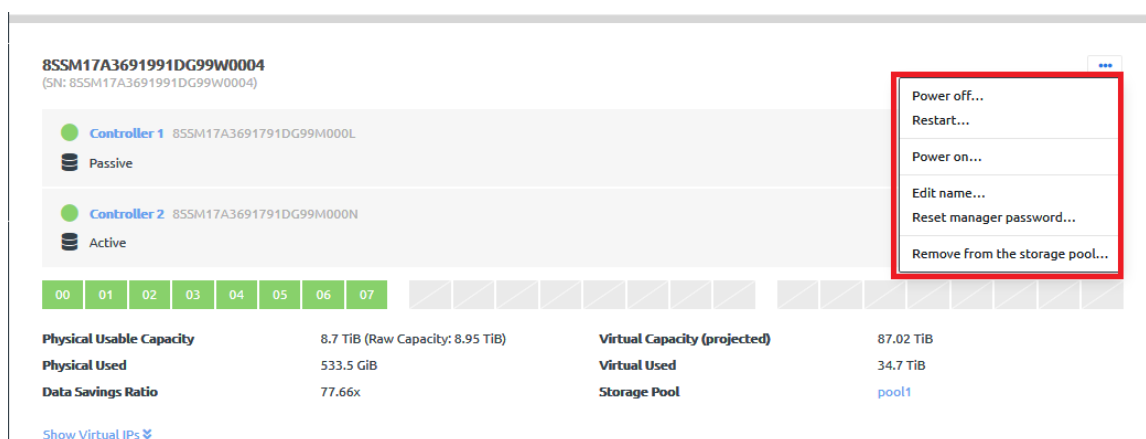 8SSM17A3691991DG99W0004
(SN: 8SSM17A3691991DG99W0004)
•••
Power off...
Restart...
Power on...
Edit name...
Reset manager password...
Remove from the storage pool...
Controller 1 8SSM17A3691791DG99M000L
Passive
Controller 2 8SSM17A3691791DG99M000N
Active
00 01 02 03 04 05 06 07
Physical Usable Capacity 8.7 TiB (Raw Capacity: 8.95 TiB) Virtual Capacity (projected) 87.02 TiB
Physical Used 533.5 GiB Virtual Used 34.7 TiB
Data Savings Ratio 77.66x Storage Pool pool1
Show Virtual IPs